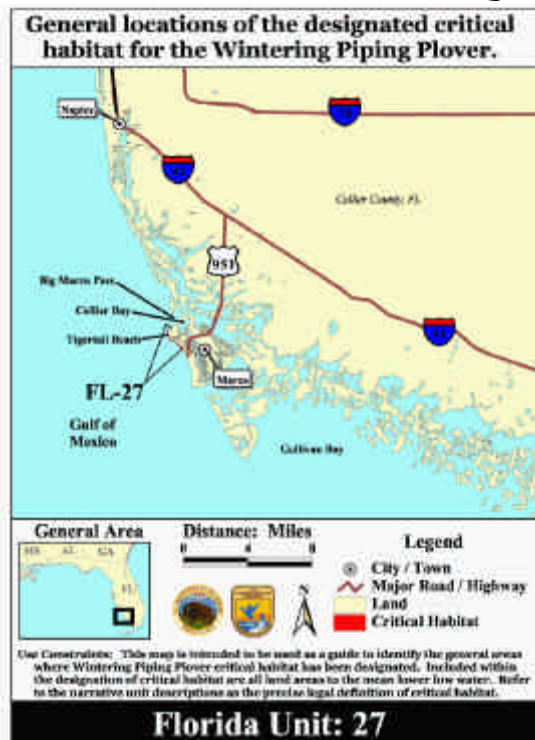 General locations of the designated critical
habitat for the Wintering Piping Plover.
Naples
Collier County, FL
951
Big Marco Pass
Collier Bay
Tigertail Beach
Marco
FL-27
Gulf of
Mexico
Gullivan Bay
General Area
AL
GA
FL
Distance: Miles
0 4 8
N
Legend
City / Town
Major Road / Highway
Land
Critical Habitat
Use Constraints: This map is intended to be used as a guide to identify the general areas
where Wintering Piping Plover critical habitat has been designated. Included within
the designation of critical habitat are all land areas to the mean lower low water. Refer
to the narrative unit descriptions as the precise legal definition of critical habitat.
Florida Unit: 27